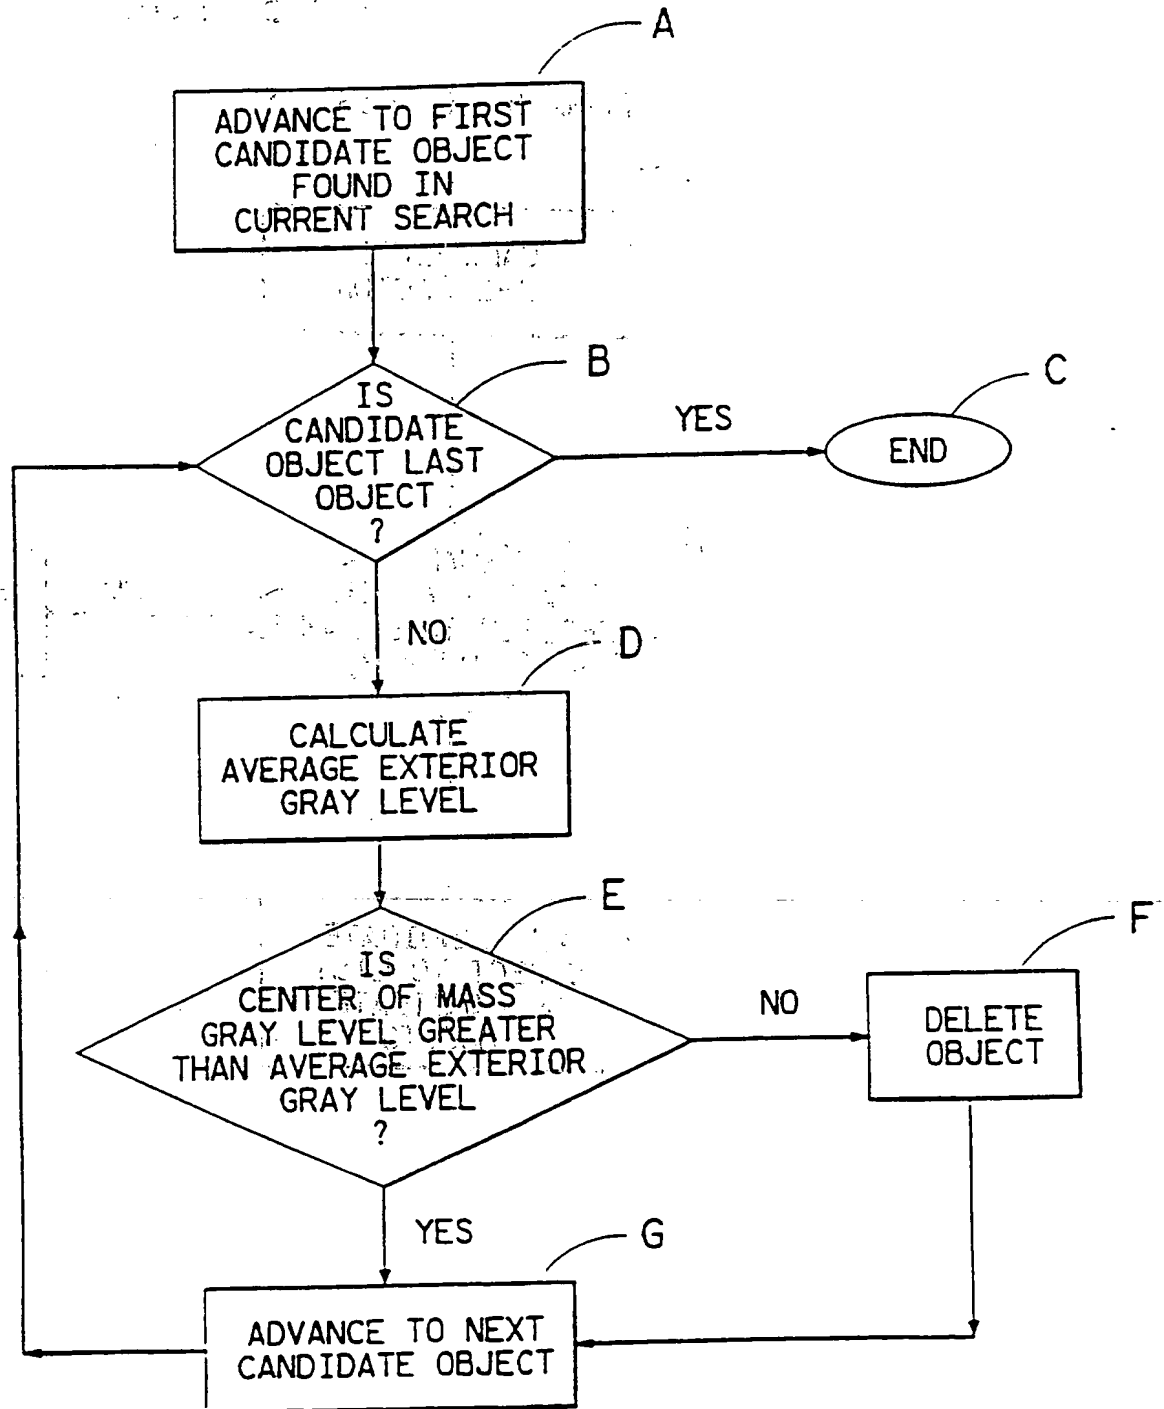 A
ADVANCE TO FIRST
CANDIDATE OBJECT
FOUND IN
CURRENT SEARCH
B
IS
CANDIDATE
OBJECT LAST
OBJECT
?
YES
C
END
NO
D
CALCULATE
AVERAGE EXTERIOR
GRAY LEVEL
E
IS
CENTER OF MASS
GRAY LEVEL GREATER
THAN AVERAGE EXTERIOR
GRAY LEVEL
?
NO
F
DELETE
OBJECT
YES
G
ADVANCE TO NEXT
CANDIDATE OBJECT